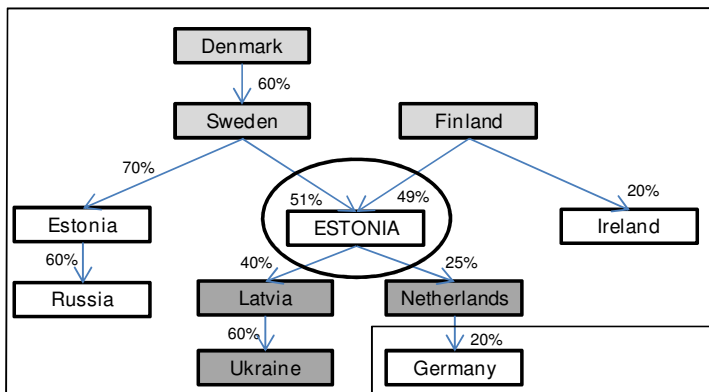 Denmark
60%
Sweden
Finland
70%
51%
49%
20%
Estonia
ESTONIA
Ireland
60%
40%
25%
Russia
Latvia
Netherlands
60%
20%
Ukraine
Germany